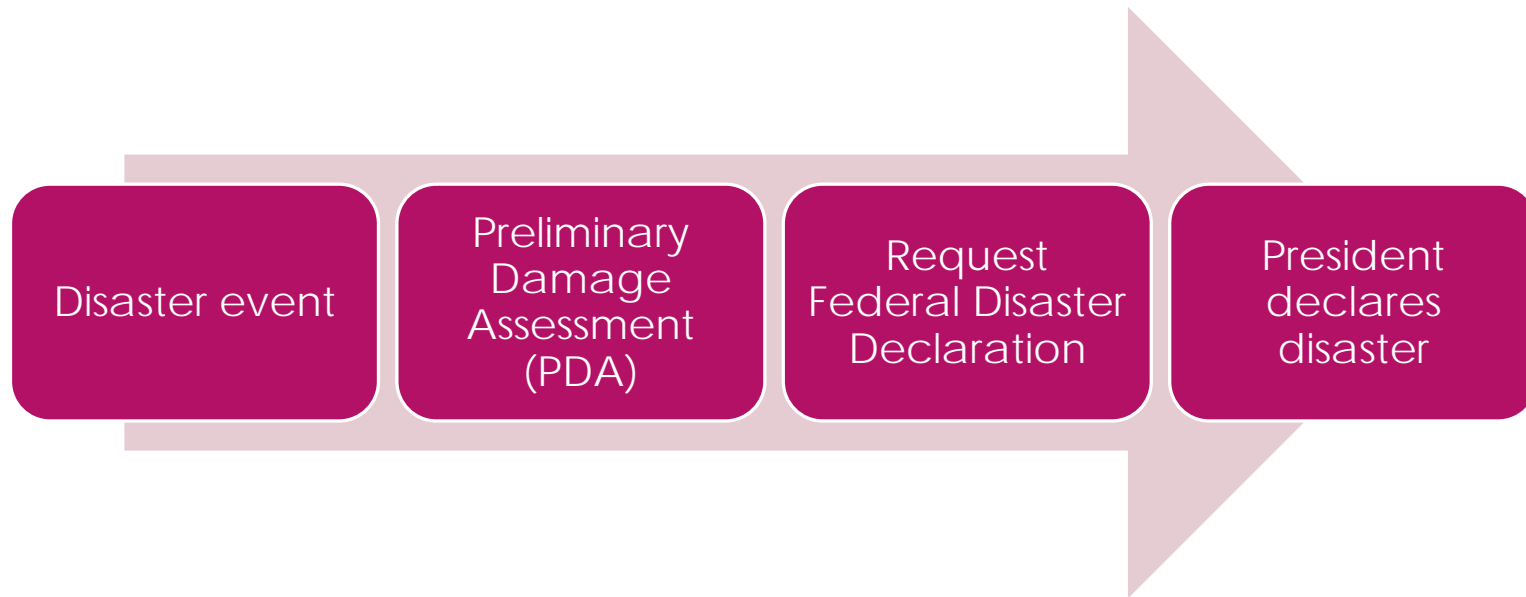 Disaster event
Preliminary
Damage
Assessment
(PDA)
Request
Federal Disaster
Declaration
President
declares
disaster